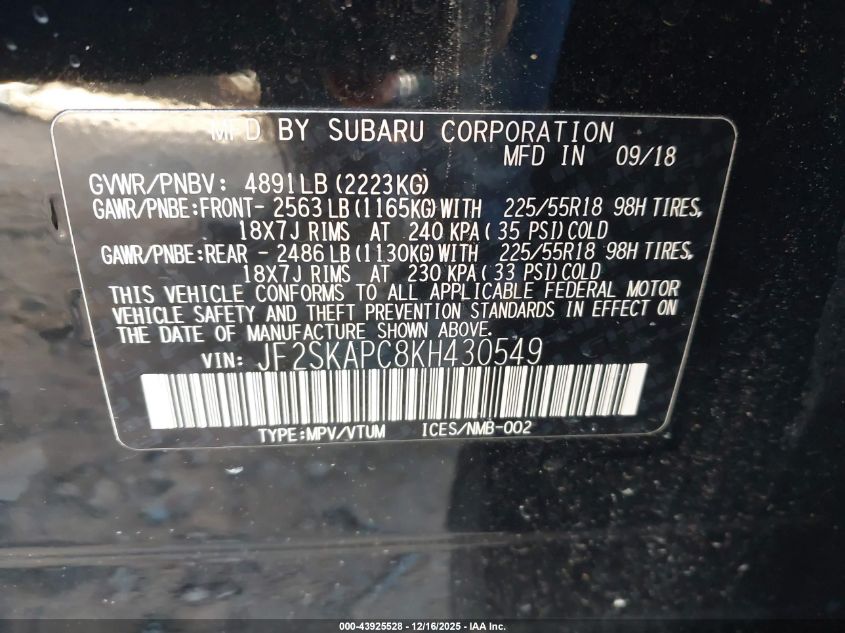 MFD BY SUBARU CORPORATION
MFD IN 09/18
GVWR/PNBV: 4891LB (2223KG)
GAWR/PNBE:FRONT- 2563LB(1165KG)WITH 225/55R18 98H TIRES,
18X7J RIMS AT 240 KPA( 35 PSI)COLD
GAWR/PNBE:REAR - 2486LB(1130KG)WITH 225/55R18 98H TIRES,
18X7J RIMS AT 230 KPA( 33 PSI)COLD
THIS VEHICLE CONFORMS TO ALL APPLICABLE FEDERAL MOTOR
VEHICLE SAFETY AND THEFT PREVENTION STANDARDS IN EFFECT ON
THE DATE OF MANUFACTURE SHOWN ABOVE.
VIN: JF2SKAPC8KH430549
TYPE:MPV/VTUM ICES/NMB-002
000-43925528 - 12/16/2025 - IAA Inc.